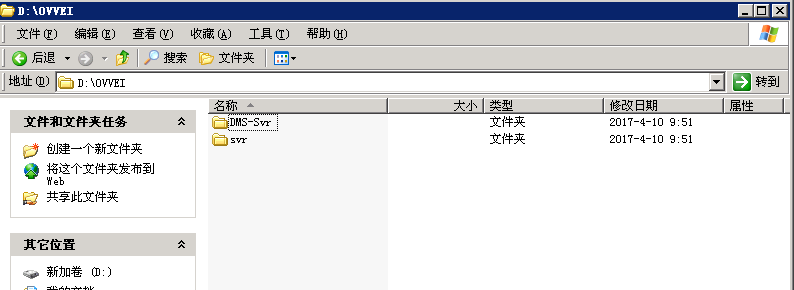 D:\OVVEI
文件(F) 编辑(E) 查看(V) 收藏(A) 工具(T) 帮助(H)
后退 搜索 文件夹
地址(D) D:\OVVEI 转到
名称 大小 类型 修改日期 属性
文件和文件夹任务
创建一个新文件夹
将这个文件夹发布到
Web
共享此文件夹
其它位置
新加卷 (D:)
我的文档
DMS-Svr 文件夹 2017-4-10 9:51
svr 文件夹 2017-4-10 9:51